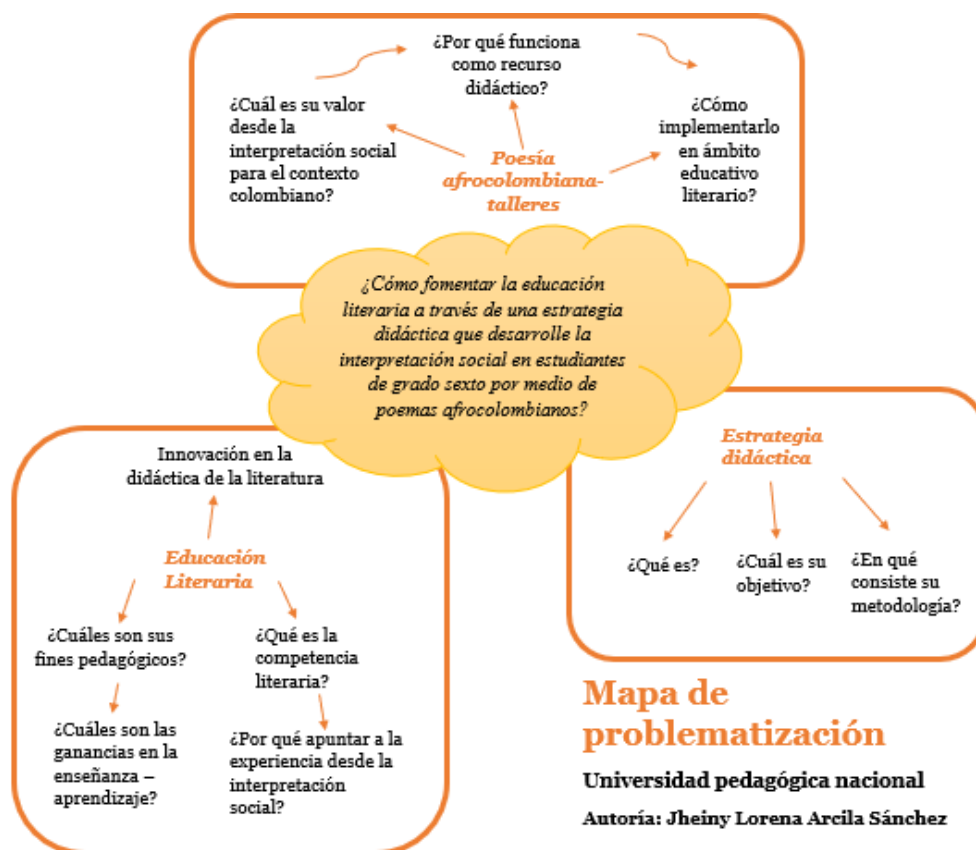 ¿Por qué funciona
como recurso
didáctico?
¿Cuál es su valor
desde la
interpretación social
para el contexto
colombiano?
Poesía
afrocolombiana-
talleres
¿Cómo
implementarlo
en ámbito
educativo
literario?
¿Cómo fomentar la educación
literaria a través de una estrategia
didáctica que desarrolle la
interpretación social en estudiantes
de grado sexto por medio de
poemas afrocolombianos?
Innovación en la
didáctica de la literatura
Educación
Literaria
¿Cuáles son sus
fines pedagógicos?
¿Qué es la
competencia
literaria?
¿Cuáles son las
ganancias en la
enseñanza –
aprendizaje?
¿Por qué apuntar a la
experiencia desde la
interpretación
social?
Estrategia
didáctica
¿Qué es?
¿Cuál es su
objetivo?
¿En qué
consiste su
metodología?
Mapa de
problematización
Universidad pedagógica nacional
Autoría: Jheiny Lorena Arcila Sánchez